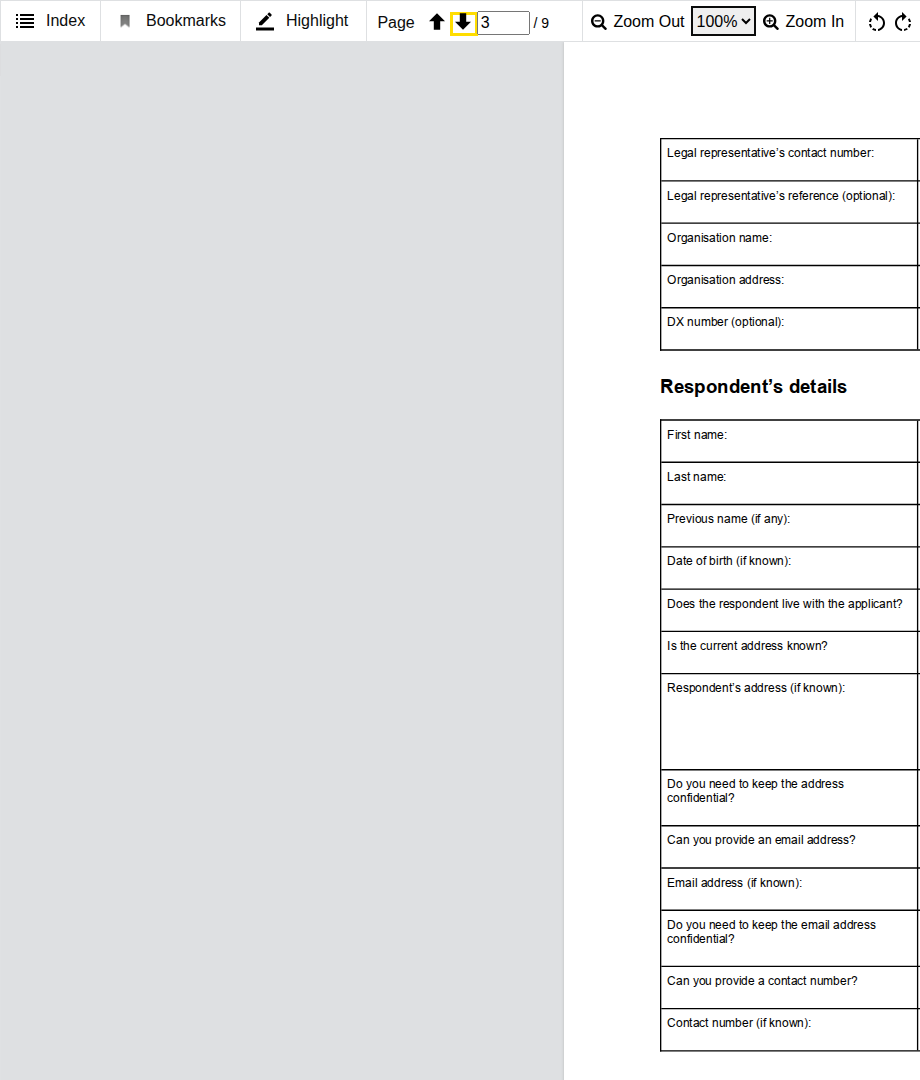 Index Bookmarks Highlight Page 3 / 9 Zoom Out 100% Zoom In
Legal representative's contact number:
Legal representative's reference (optional):
Organisation name:
Organisation address:
DX number (optional):
Respondent's details
First name:
Last name:
Previous name (if any):
Date of birth (if known):
Does the respondent live with the applicant?
Is the current address known?
Respondent's address (if known):
Do you need to keep the address
confidential?
Can you provide an email address?
Email address (if known):
Do you need to keep the email address
confidential?
Can you provide a contact number?
Contact number (if known):